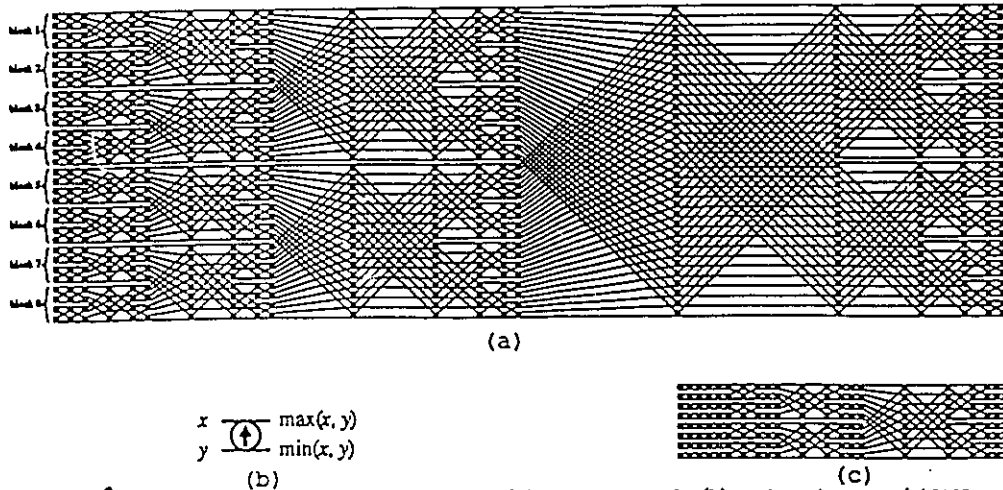 block 1
block 2
block 3
block 4
block 5
block 6
block 7
block 8
(a)
x max(x, y)
y min(x, y)
(b)
(c)